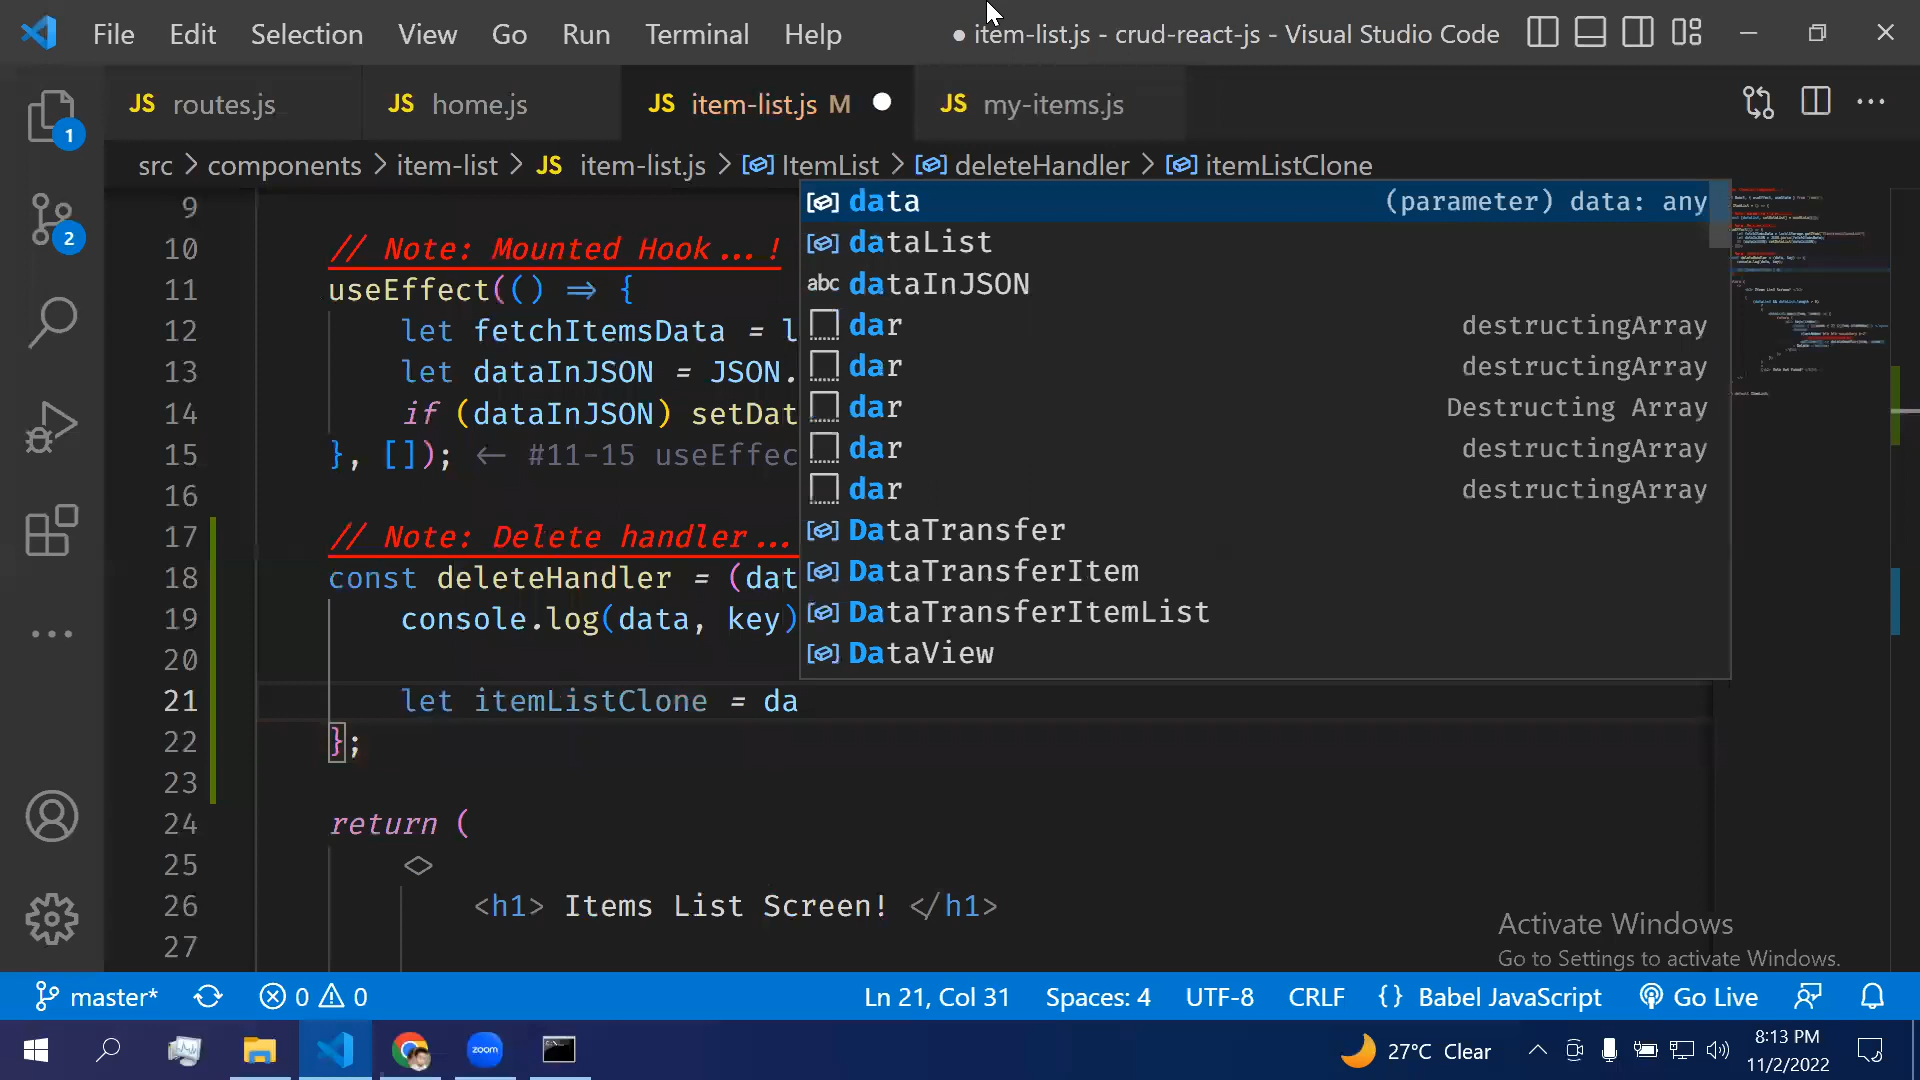 File Edit Selection View Go Run Terminal Help ● item-list.js - crud-react-js - Visual Studio Code
JS routes.js JS home.js JS item-list.js M ● JS my-items.js
src > components > item-list > JS item-list.js > ItemList > deleteHandler > itemListClone
9
10 // Note: Mounted Hook...!
11 useEffect(() => {
12 let fetchItemsData = l
13 let dataInJSON = JSON.
14 if (dataInJSON) setDat
15 }, []); <- #11-15 useEffec
16
17 // Note: Delete handler...
18 const deleteHandler = (dat
19 console.log(data, key)
20
21 let itemListClone = da
22 };
23
24 return (
25 <>
26 <h1> Items List Screen! </h1>
27
data (parameter) data: any
dataList
abc dataInJSON
dar destructingArray
dar destructingArray
dar Destructing Array
dar destructingArray
dar destructingArray
DataTransfer
DataTransferItem
DataTransferItemList
DataView
1
2
Activate Windows
Go to Settings to activate Windows.
master* 0 0 Ln 21, Col 31 Spaces: 4 UTF-8 CRLF {} Babel JavaScript Go Live
zoom 27°C Clear 8:13 PM
11/2/2022